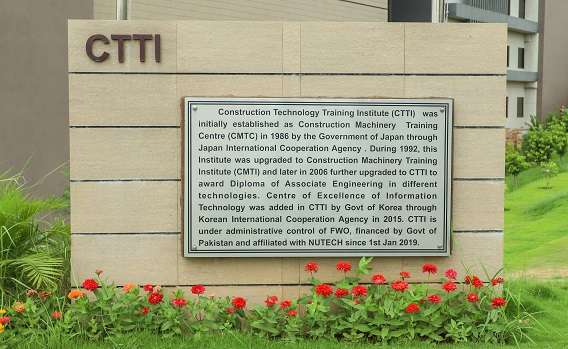 CTTI
Construction Technology Training Institute (CTTI) was
initially established as Construction Machinery Training
Centre (CMTC) in 1986 by the Government of Japan through
Japan International Cooperation Agency . During 1992, this
Institute was upgraded to Construction Machinery Training
Institute (CMTI) and later in 2006 further upgraded to CTTI to
award Diploma of Associate Engineering in different
technologies. Centre of Excellence of Information
Technology was added in CTTI by Govt of Korea through
Korean International Cooperation Agency in 2015. CTTI is
under administrative control of FWO, financed by Govt of
Pakistan and affiliated with NUTECH since 1st Jan 2019.